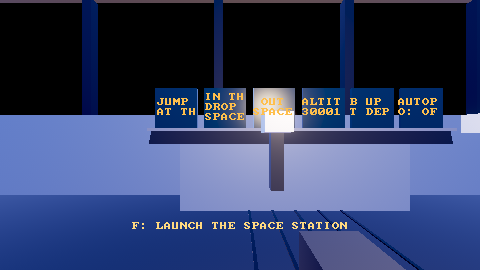 JUMP
AT TH
IN TH
DROP
SPACE
OUT
SPACE
ALTIT
30001
B UP
T DEP
AUTOP
O: OF
F: LAUNCH THE SPACE STATION